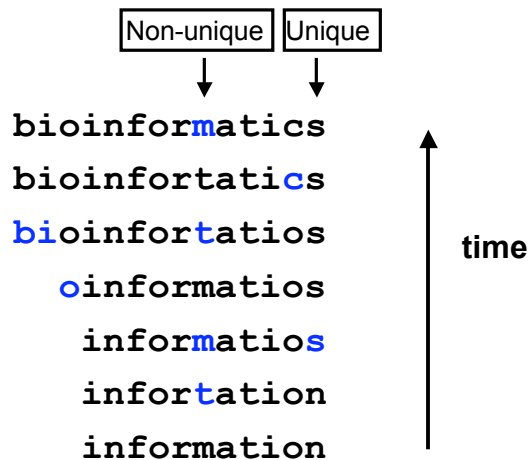 Non-unique Unique
bioinformatics
bioinfortatics
bioinfortatios
time
oinformatios
informatios
infortation
information